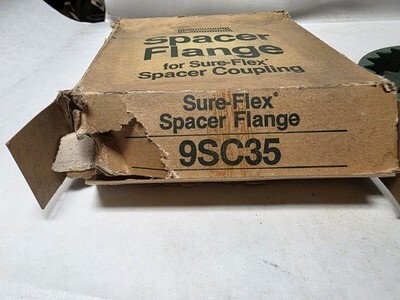 Spacer
Flange
for Sure-Flex®
Spacer Coupling
Sure-Flex®
Spacer Flange
9SC35